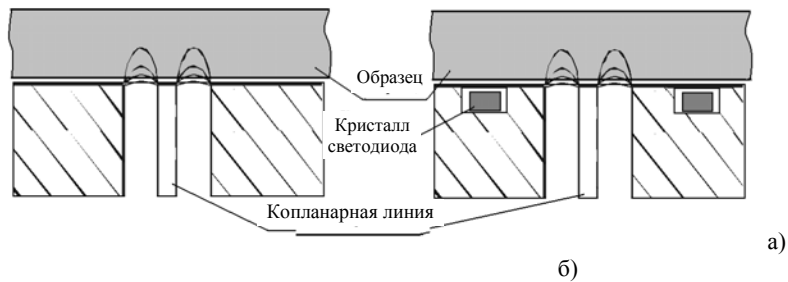 Образец
Кристалл
светодиода
Копланарная линия
а)
б)